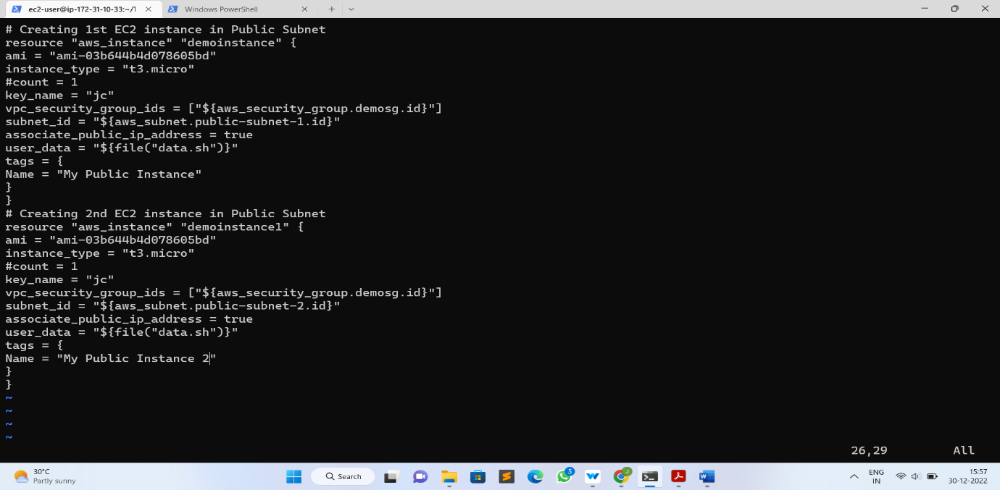 ec2-user@ip-172-31-10-33:~/T
Windows PowerShell
# Creating 1st EC2 instance in Public Subnet
resource "aws_instance" "demoinstance" {
ami = "ami-03b644b4d078605bd"
instance_type = "t3.micro"
#count = 1
key_name = "jc"
vpc_security_group_ids = ["${aws_security_group.demosg.id}"]
subnet_id = "${aws_subnet.public-subnet-1.id}"
associate_public_ip_address = true
user_data = "${file("data.sh")}"
tags = {
Name = "My Public Instance"
}
}
# Creating 2nd EC2 instance in Public Subnet
resource "aws_instance" "demoinstance1" {
ami = "ami-03b644b4d078605bd"
instance_type = "t3.micro"
#count = 1
key_name = "jc"
vpc_security_group_ids = ["${aws_security_group.demosg.id}"]
subnet_id = "${aws_subnet.public-subnet-2.id}"
associate_public_ip_address = true
user_data = "${file("data.sh")}"
tags = {
Name = "My Public Instance 2"
}
}
~
~
~
~
26,29 All
30°C
Partly sunny
Search
5
J
ENG
IN
15:57
30-12-2022